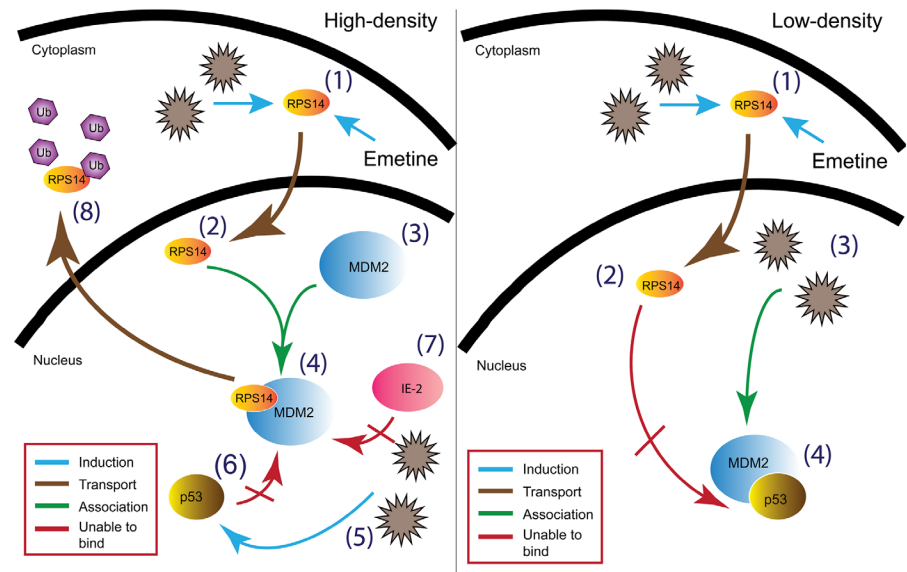 High-density
Cytoplasm
(1)
RPS14
Emetine
Ub
Ub
Ub
Ub
RPS14
(8)
(2)
RPS14
(3)
MDM2
Nucleus
(4)
RPS14
MDM2
(7)
IE-2
(6)
p53
(5)
Induction
Transport
Association
Unable to
bind
Low-density
Cytoplasm
(1)
RPS14
Emetine
(2)
RPS14
(3)
Nucleus
MDM2
(4)
p53
Induction
Transport
Association
Unable to
bind